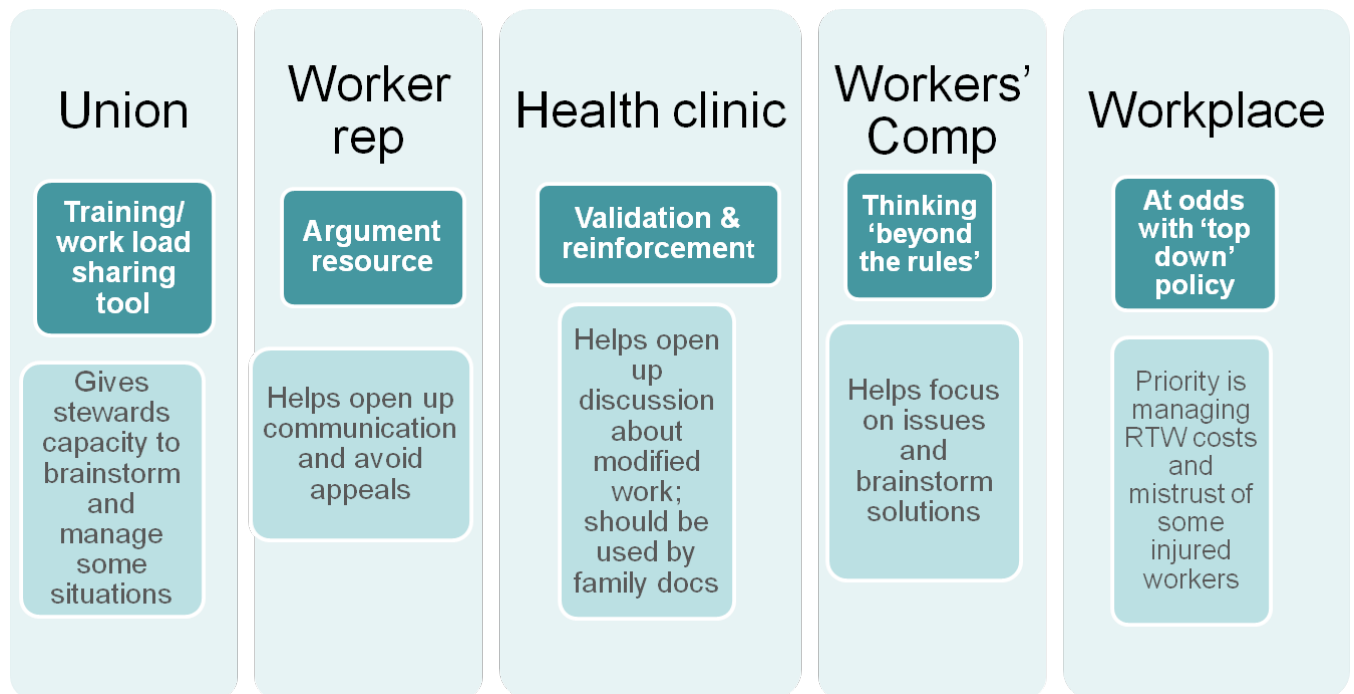 Union
Training/
work load
sharing
tool
Gives
stewards
capacity to
brainstorm
and
manage
some
situations
Worker
rep
Argument
resource
Helps open up
communication
and avoid
appeals
Health clinic
Validation &
reinforcement
Helps open
up
discussion
about
modified
work;
should be
used by
family docs
Workers’
Comp
Thinking
‘beyond
the rules’
Helps focus
on issues
and
brainstorm
solutions
Workplace
At odds
with ‘top
down’
policy
Priority is
managing
RTW costs
and
mistrust of
some
injured
workers